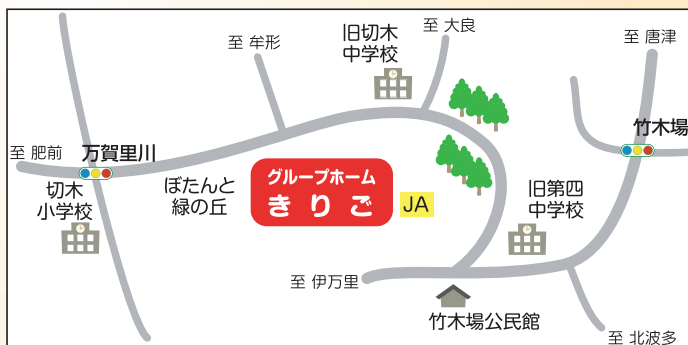 至 牟形
旧切木
中学校
至 大良
至 唐津
竹木場
至 肥前
万賀里川
切木
小学校
ぼたんと
緑の丘
グループホーム
きりご
JA
旧第四
中学校
至 伊万里
竹木場公民館
至 北波多